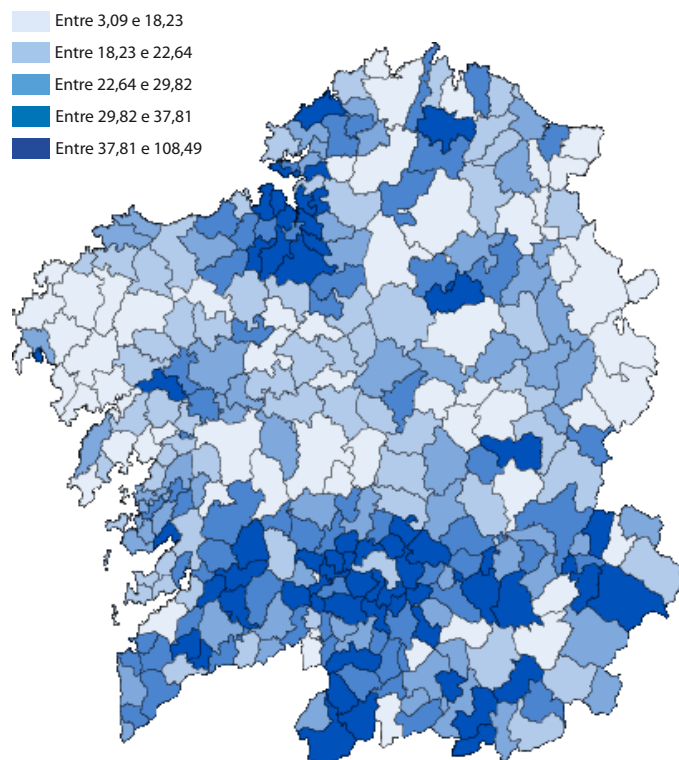 Entre 3,09 e 18,23
Entre 18,23 e 22,64
Entre 22,64 e 29,82
Entre 29,82 e 37,81
Entre 37,81 e 108,49